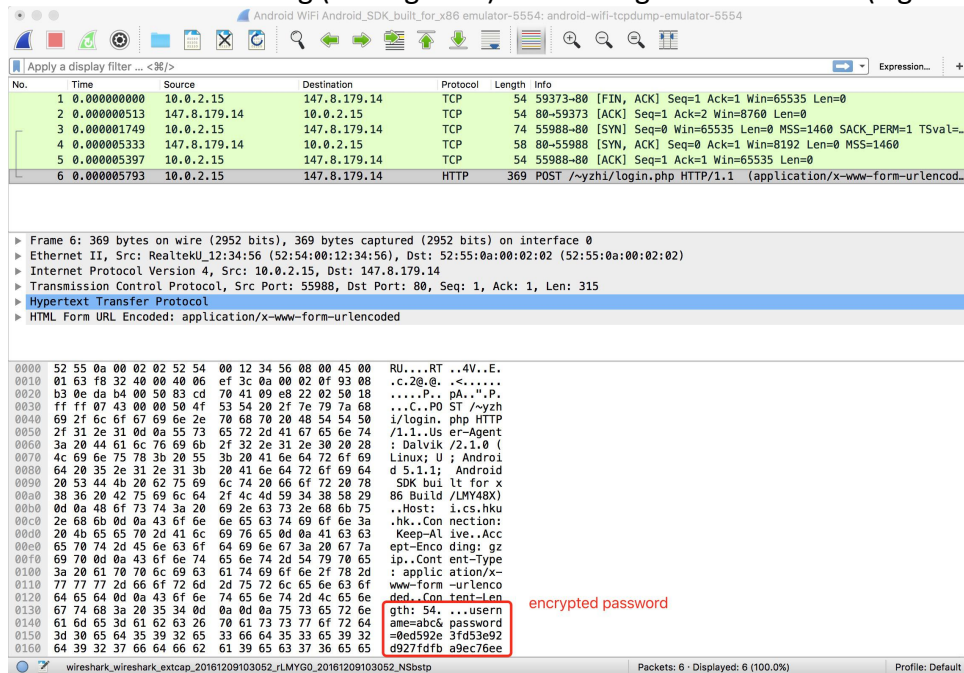 Android WiFi Android_SDK_built_for_x86 emulator-5554: android-wifi-tcpdump-emulator-5554
Apply a display filter ... <⌘/> Expression... +
No. Time Source Destination Protocol Length Info
1 0.000000000 10.0.2.15 147.8.179.14 TCP 54 59373→80 [FIN, ACK] Seq=1 Ack=1 Win=65535 Len=0
2 0.000000513 147.8.179.14 10.0.2.15 TCP 54 80→59373 [ACK] Seq=1 Ack=2 Win=8760 Len=0
3 0.000001749 10.0.2.15 147.8.179.14 TCP 74 55988→80 [SYN] Seq=0 Win=65535 Len=0 MSS=1460 SACK_PERM=1 TSval=…
4 0.000005333 147.8.179.14 10.0.2.15 TCP 58 80→55988 [SYN, ACK] Seq=0 Ack=1 Win=8192 Len=0 MSS=1460
5 0.000005397 10.0.2.15 147.8.179.14 TCP 54 55988→80 [ACK] Seq=1 Ack=1 Win=65535 Len=0
6 0.000005793 10.0.2.15 147.8.179.14 HTTP 369 POST /~yzhi/login.php HTTP/1.1 (application/x-www-form-urlencod…
Frame 6: 369 bytes on wire (2952 bits), 369 bytes captured (2952 bits) on interface 0
Ethernet II, Src: RealtekU_12:34:56 (52:54:00:12:34:56), Dst: 52:55:0a:00:02:02 (52:55:0a:00:02:02)
Internet Protocol Version 4, Src: 10.0.2.15, Dst: 147.8.179.14
Transmission Control Protocol, Src Port: 55988, Dst Port: 80, Seq: 1, Ack: 1, Len: 315
Hypertext Transfer Protocol
HTML Form URL Encoded: application/x-www-form-urlencoded
0000 52 55 0a 00 02 02 52 54 00 12 34 56 08 00 45 00 RU....RT ..4V..E.
0010 01 63 f8 32 40 00 40 06 ef 3c 0a 00 02 0f 93 08 .c.2@.@. .<......
0020 b3 0e da b4 00 50 83 cd 70 41 09 e8 22 02 50 18 .....P.. pA..".P.
0030 ff ff 07 43 00 00 50 4f 53 54 20 2f 7e 79 7a 68 ...C..PO ST /~yzh
0040 69 2f 6c 6f 67 69 6e 2e 70 68 70 20 48 54 54 50 i/login. php HTTP
0050 2f 31 2e 31 0d 0a 55 73 65 72 2d 41 67 65 6e 74 /1.1..Us er-Agent
0060 3a 20 44 61 6c 76 69 6b 2f 32 2e 31 2e 30 20 28 : Dalvik /2.1.0 (
0070 4c 69 6e 75 78 3b 20 55 3b 20 41 6e 64 72 6f 69 Linux; U ; Androi
0080 64 20 35 2e 31 2e 31 3b 20 41 6e 64 72 6f 69 64 d 5.1.1; Android
0090 20 53 44 4b 20 62 75 69 6c 74 20 66 6f 72 20 78 SDK bui lt for x
00a0 38 36 20 42 75 69 6c 64 2f 4c 4d 59 34 38 58 29 86 Build /LMY48X)
00b0 0d 0a 48 6f 73 74 3a 20 69 2e 63 73 2e 68 6b 75 ..Host: i.cs.hku
00c0 2e 68 6b 0d 0a 43 6f 6e 6e 65 63 74 69 6f 6e 3a .hk..Con nection:
00d0 20 4b 65 65 70 2d 41 6c 69 76 65 0d 0a 41 63 63 Keep-Al ive..Acc
00e0 65 70 74 2d 45 6e 63 6f 64 69 6e 67 3a 20 67 7a ept-Enco ding: gz
00f0 69 70 0d 0a 43 6f 6e 74 65 6e 74 2d 54 79 70 65 ip..Cont ent-Type
0100 3a 20 61 70 70 6c 69 63 61 74 69 6f 6e 2f 78 2d : applic ation/x-
0110 77 77 77 2d 66 6f 72 6d 2d 75 72 6c 65 6e 63 6f www-form -urlenco
0120 64 65 64 0d 0a 43 6f 6e 74 65 6e 74 2d 4c 65 6e ded..Con tent-Len
0130 67 74 68 3a 20 35 34 0d 0a 0d 0a 75 73 65 72 6e gth: 54. ...usern
encrypted password
0140 61 6d 65 3d 61 62 63 26 70 61 73 73 77 6f 72 64 ame=abc& password
0150 3d 30 65 64 35 39 32 65 33 66 64 35 33 65 39 32 =0ed592e 3fd53e92
0160 64 39 32 37 66 64 66 62 61 39 65 63 37 36 65 65 d927fdfb a9ec76ee
wireshark_wireshark_extcap_20161209103052_rLMYG0_20161209103052_NSbstp Packets: 6 · Displayed: 6 (100.0%) Profile: Default